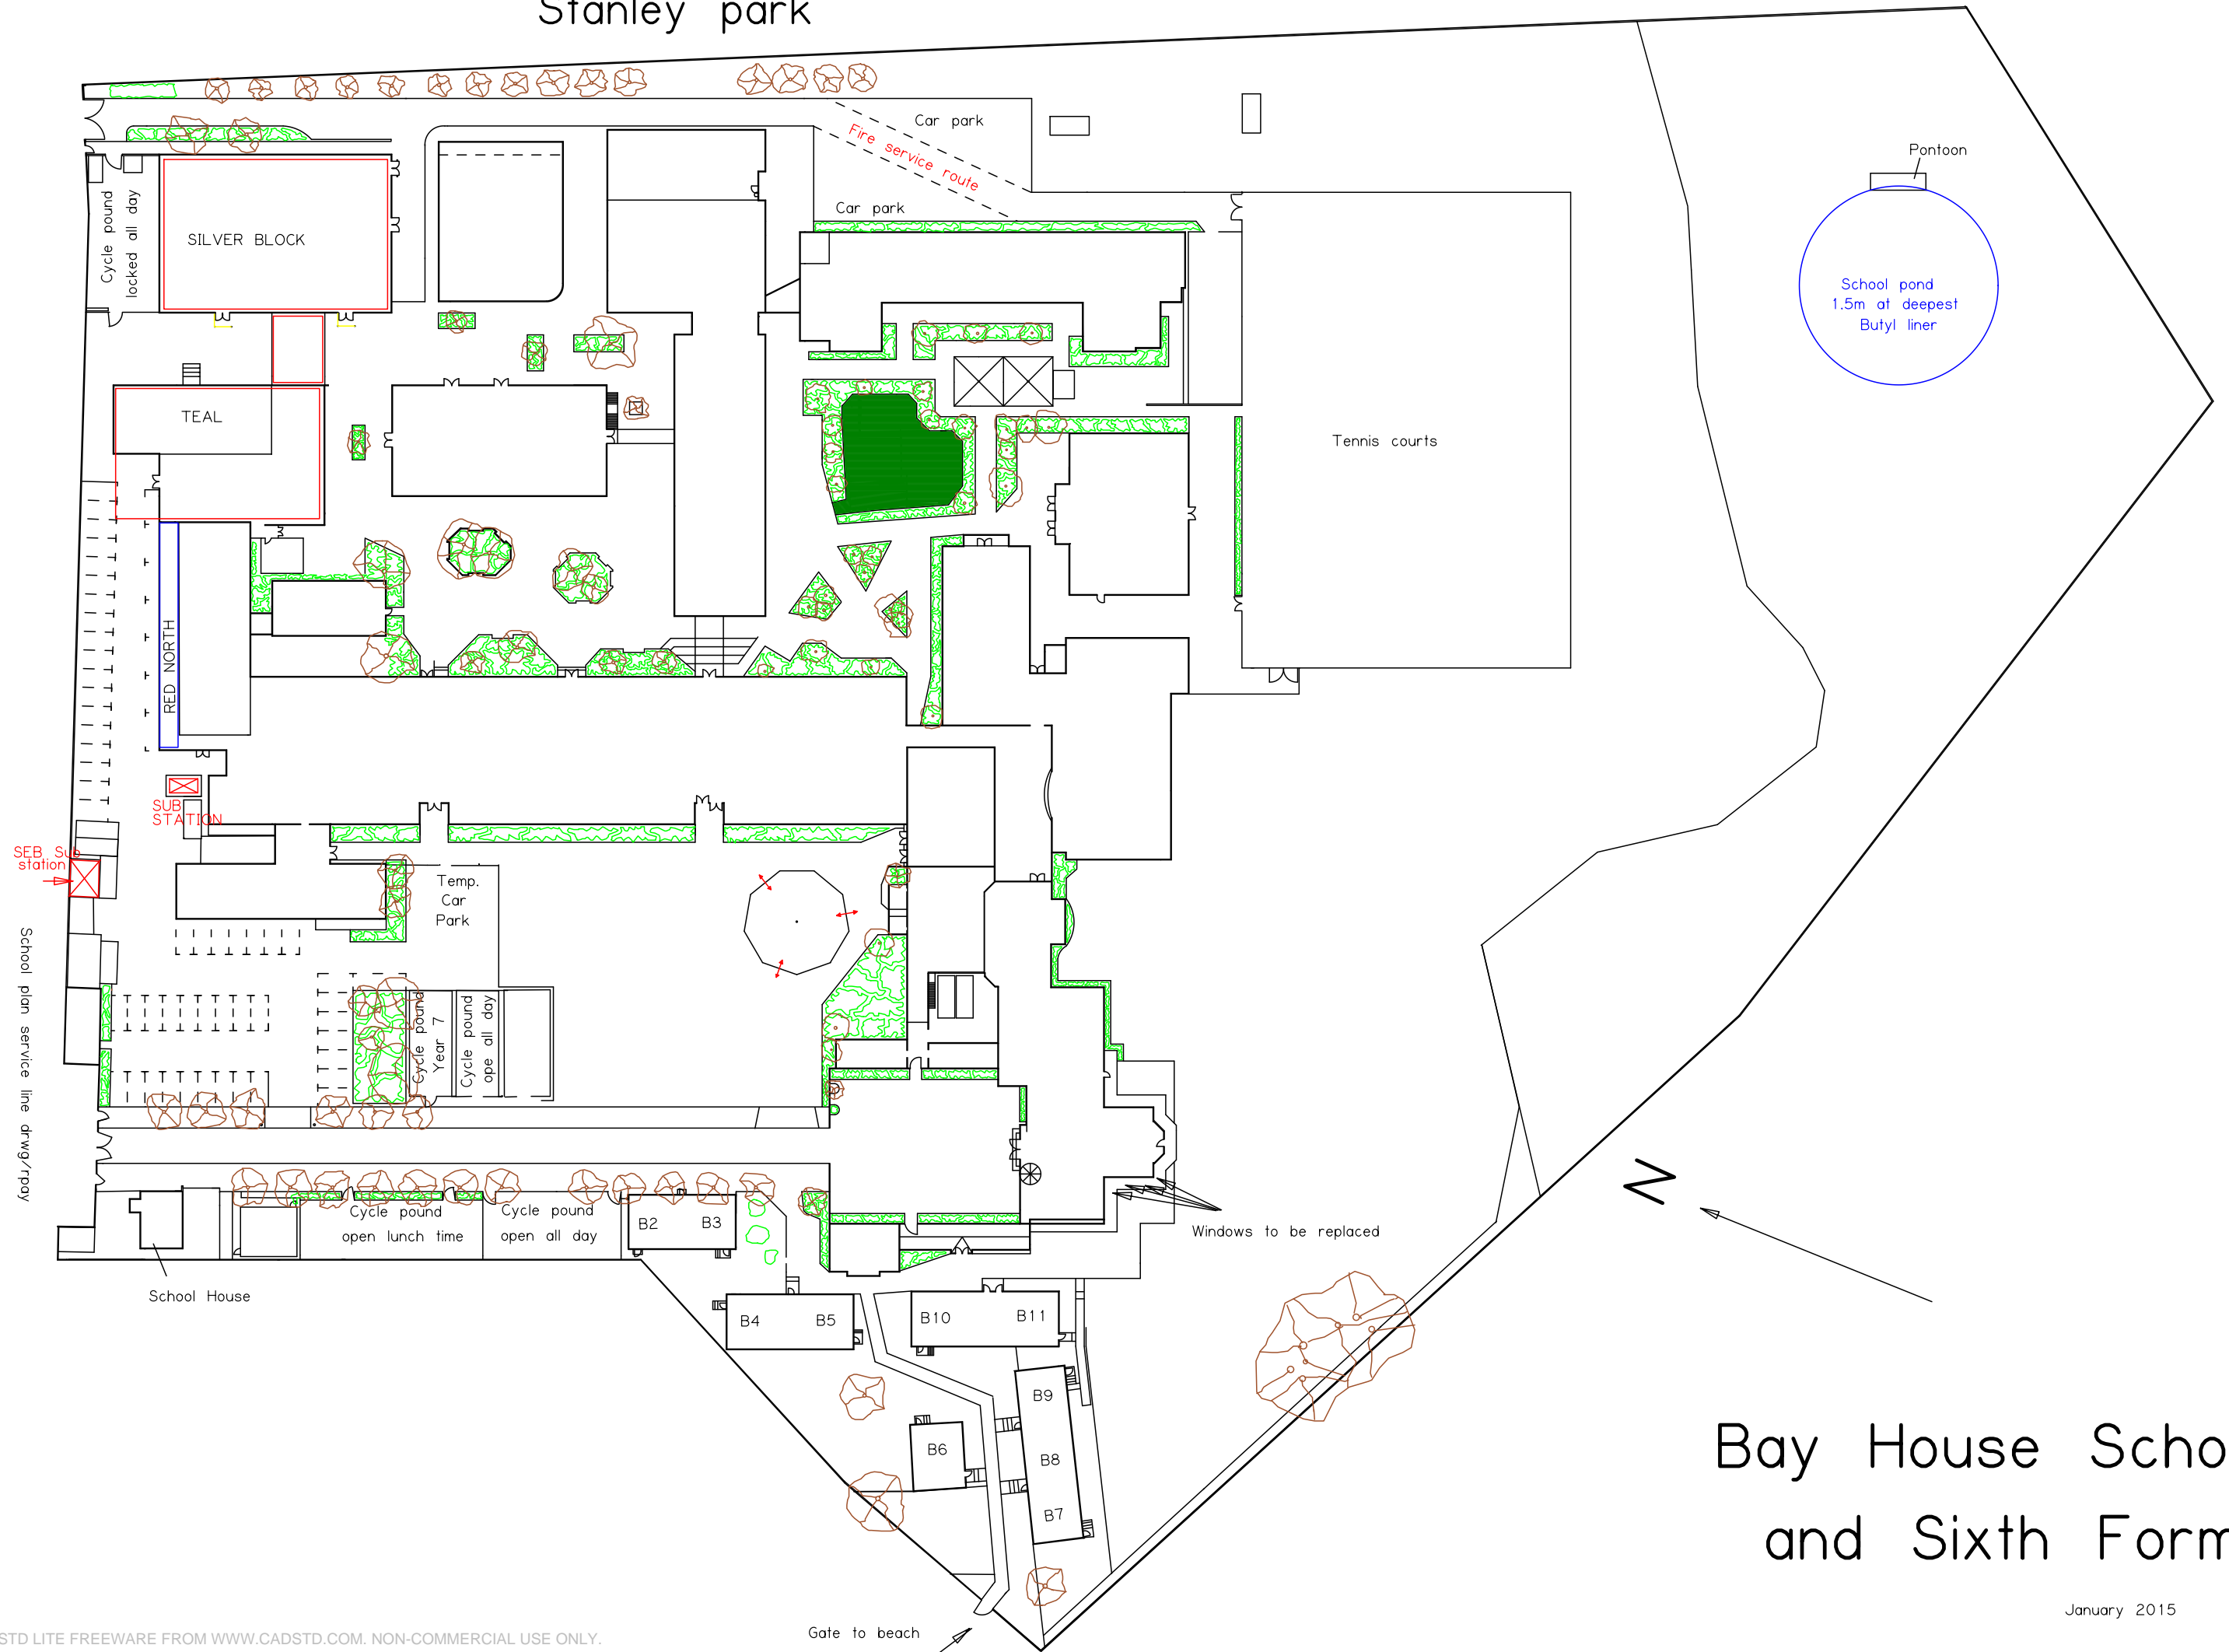 Stanley park
Car park
Fire service route
Car park
Pontoon
Cycle pound
locked all day
SILVER BLOCK
School pond
1.5m at deepest
Butyl liner
TEAL
Tennis courts
RED NORTH
SUB
STATION
SEB Sub
station
Temp.
Car
Park
School plan service line drwg/rpay
Cycle pound
Year 7
Cycle pound
ope all day
N
Cycle pound
open lunch time
Cycle pound
open all day
B2 B3
Windows to be replaced
School House
B4 B5
B10 B11
B9
B6
B8
B7
Bay House Scho
and Sixth Form
January 2015
Gate to beach
STD LITE FREEWARE FROM WWW.CADSTD.COM. NON-COMMERCIAL USE ONLY.